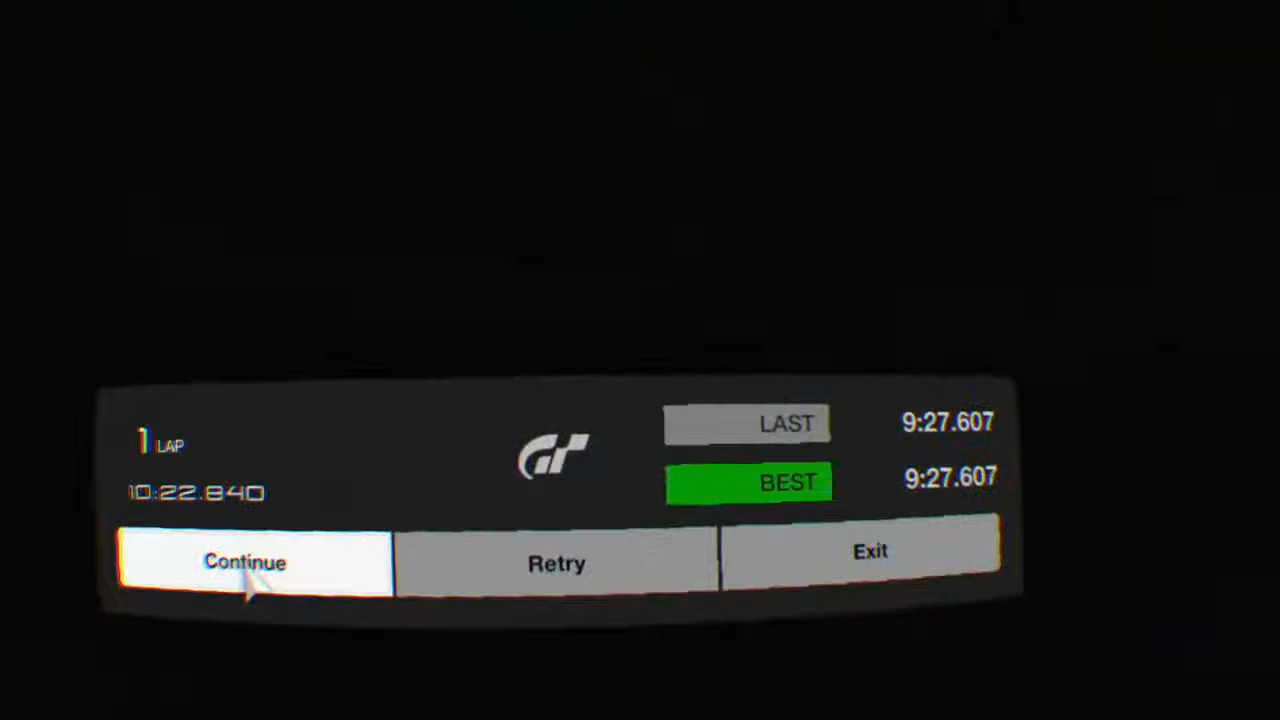 1 LAP
10:22.840
LAST 9:27.607
BEST 9:27.607
Continue Retry Exit